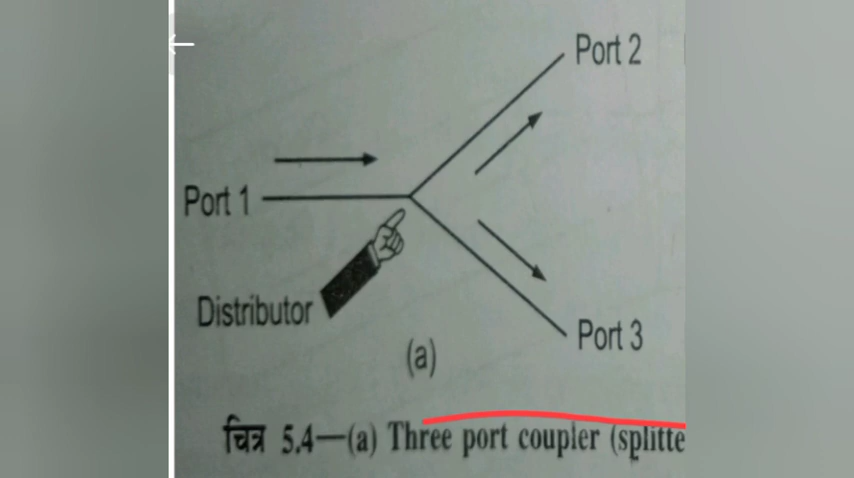 Port 2
Port 1
Distributor
Port 3
(a)
चित्र 5.4—(a) Three port coupler (splitte